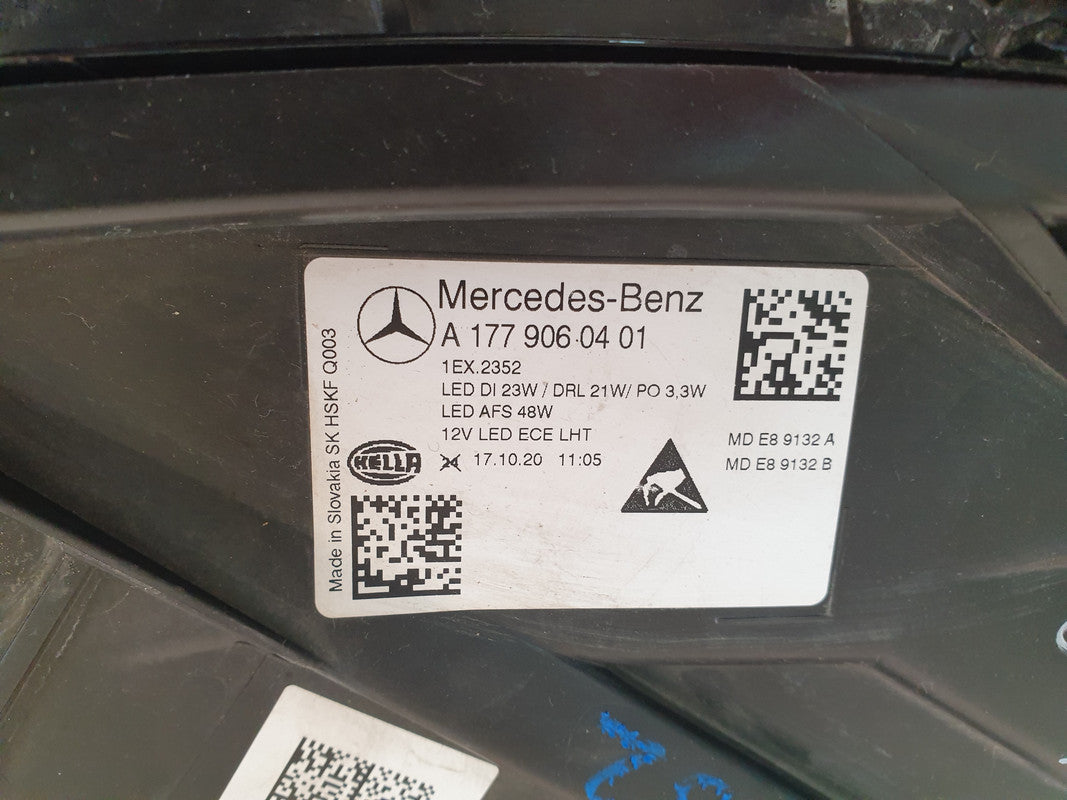 Mercedes-Benz
A 177 906 04 01
1EX.2352
LED DI 23W / DRL 21W/ PO 3,3W
LED AFS 48W
12V LED ECE LHT
24 17.10.20 11:05
HELLA
MD E8 9132 A
MD E8 9132 B
Made in Slovakia SK HSKF Q003